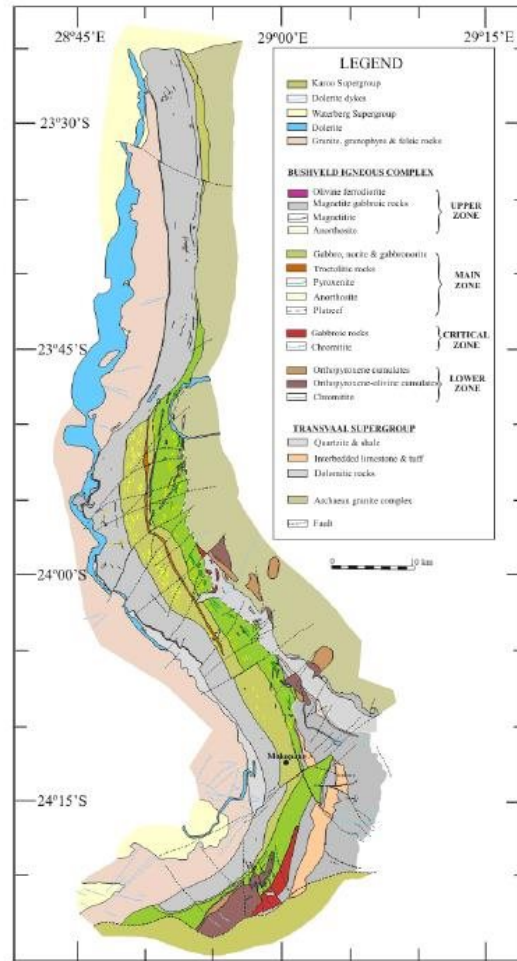 28°45'E
29°00'E
29°15'E
23°30'S
23°45'S
24°00'S
24°15'S
LEGEND
Karoo Supergroup
Dolerite dykes
Waterberg Supergroup
Dolerite
Granite, granophyre & felsic rocks
BUSHVELD IGNEOUS COMPLEX
Olivine ferrodiorite
Magnetite gabbroic rocks
Magnetitite
Anorthosite
UPPER
ZONE
Gabbro, norite & gabbronorite
Troctolitic rocks
Pyroxenite
Anorthosite
Platreef
MAIN
ZONE
Gabbroic rocks
Chromitite
CRITICAL
ZONE
Orthopyroxene cumulates
Orthopyroxene-olivine cumulates
Chromitite
LOWER
ZONE
TRANSVAAL SUPERGROUP
Quartzite & shale
Interbedded limestone & tuff
Dolomitic rocks
Archaean granite complex
Fault
0 10 km
Mokopane